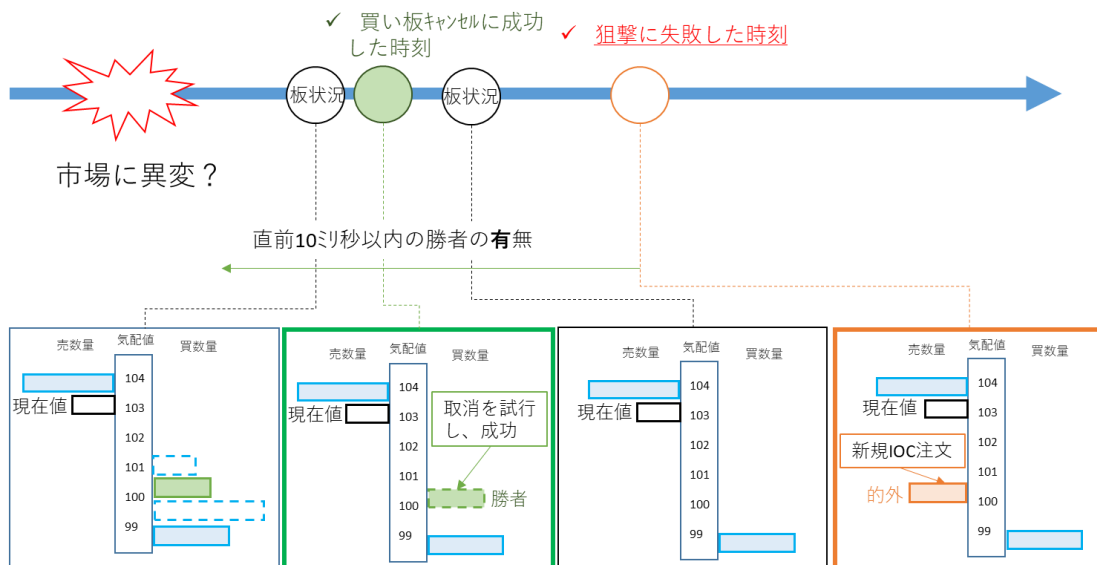 ✓ 買い板ｷｬﾝｾﾙに成功
した時刻
✓ 狙撃に失敗した時刻
板状況
板状況
市場に異変？
直前10ﾐﾘ秒以内の勝者の有無
売数量 気配値 買数量
104
現在値 103
102
101
100
99
売数量 気配値 買数量
104
現在値 103
取消を試行
し、成功
102
101
100 勝者
99
売数量 気配値 買数量
104
現在値 103
102
101
100
99
売数量 気配値 買数量
104
現在値 103
102
新規IOC注文
101
的外 100
99